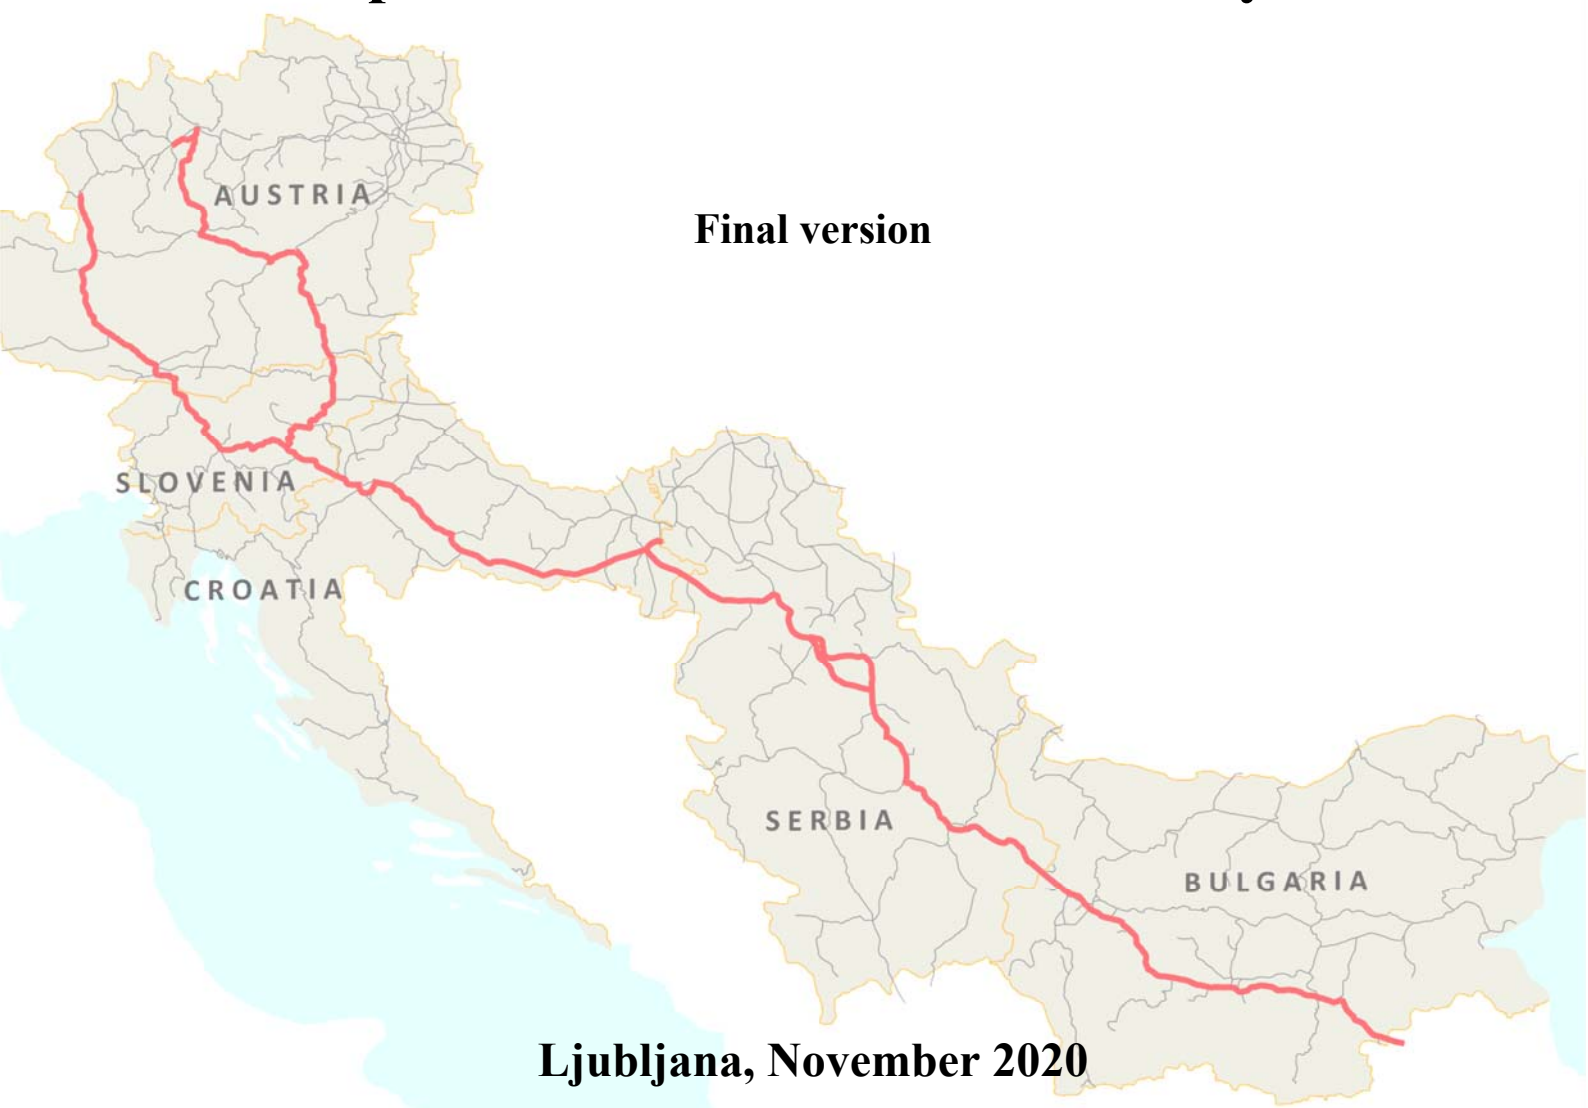 AUSTRIA
Final version
SLOVENIA
CROATIA
SERBIA
BULGARIA
Ljubljana, November 2020